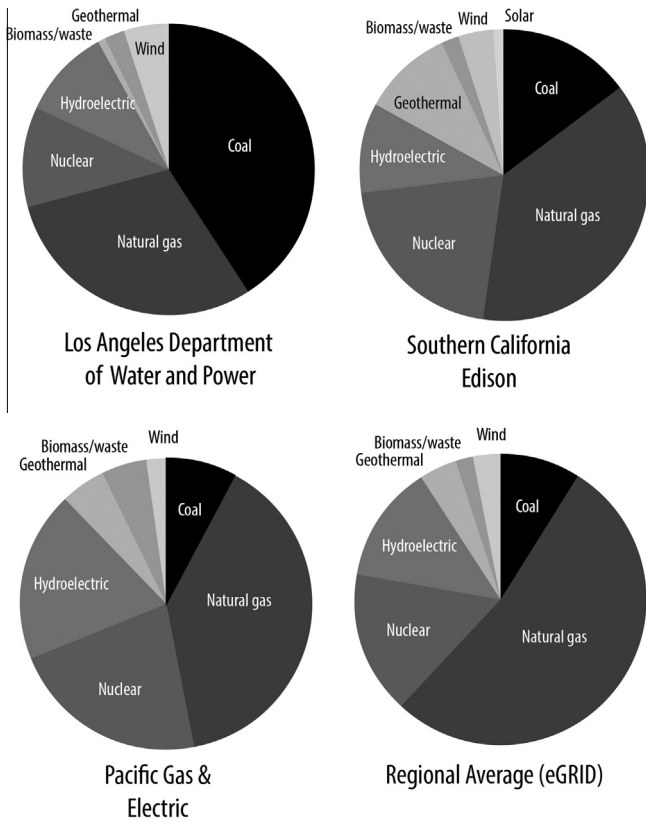 Geothermal
Biomass/waste
Wind
Hydroelectric
Coal
Nuclear
Natural gas
Los Angeles Department
of Water and Power
Solar
Wind
Biomass/waste
Coal
Geothermal
Hydroelectric
Natural gas
Nuclear
Southern California
Edison
Wind
Biomass/waste
Geothermal
Coal
Hydroelectric
Natural gas
Nuclear
Pacific Gas &
Electric
Wind
Biomass/waste
Geothermal
Coal
Hydroelectric
Nuclear
Natural gas
Regional Average (eGRID)